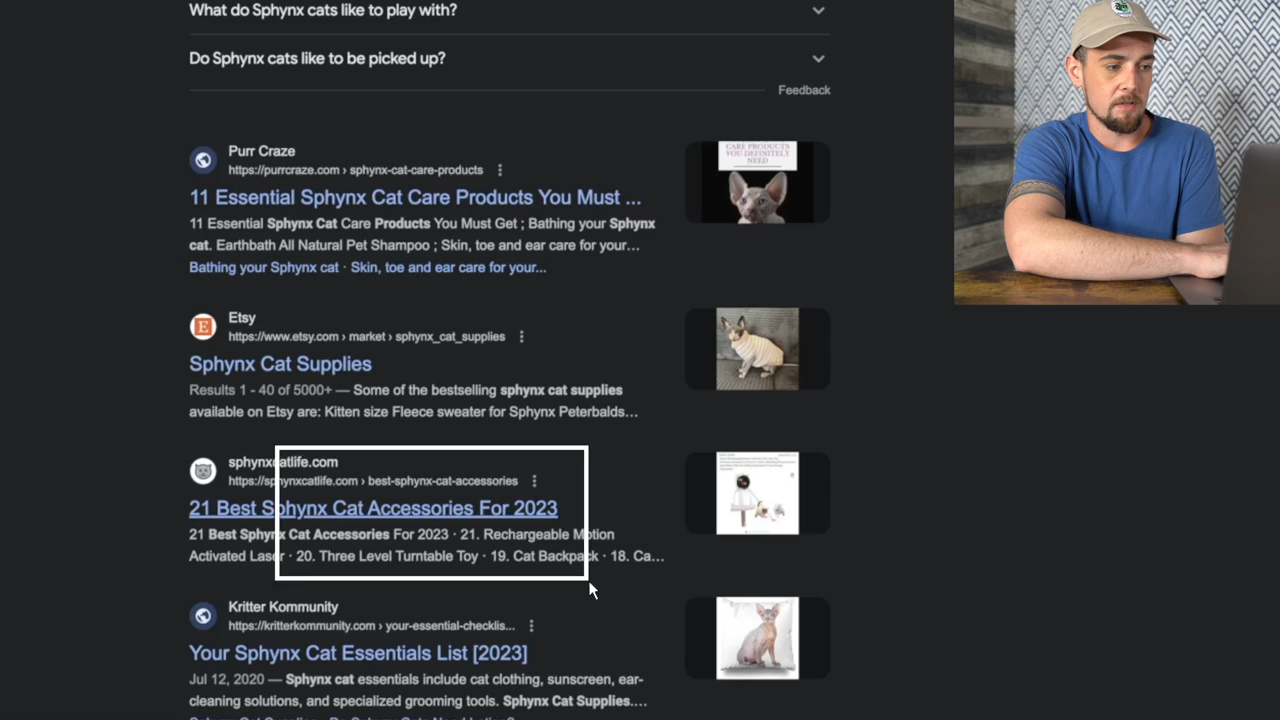 What do Sphynx cats like to play with?
Do Sphynx cats like to be picked up?
Feedback
Purr Craze
https://purrcraze.com › sphynx-cat-care-products
11 Essential Sphynx Cat Care Products You Must ...
11 Essential Sphynx Cat Care Products You Must Get ; Bathing your Sphynx
cat. Earthbath All Natural Pet Shampoo ; Skin, toe and ear care for your...
Bathing your Sphynx cat · Skin, toe and ear care for your...
CARE PRODUCTS
YOU DEFINITELY
NEED
E
Etsy
https://www.etsy.com › market › sphynx_cat_supplies
Sphynx Cat Supplies
Results 1 - 40 of 5000+ — Some of the bestselling sphynx cat supplies
available on Etsy are: Kitten size Fleece sweater for Sphynx Peterbalds...
sphynxcatlife.com
https://sphynxcatlife.com › best-sphynx-cat-accessories
21 Best Sphynx Cat Accessories For 2023
21 Best Sphynx Cat Accessories For 2023 · 21. Rechargeable Motion
Activated Laser · 20. Three Level Turntable Toy · 19. Cat Backpack · 18. Ca...
Kritter Kommunity
https://kritterkommunity.com › your-essential-checklis...
Your Sphynx Cat Essentials List [2023]
Jul 12, 2020 — Sphynx cat essentials include cat clothing, sunscreen, ear-
cleaning solutions, and specialized grooming tools. Sphynx Cat Supplies....